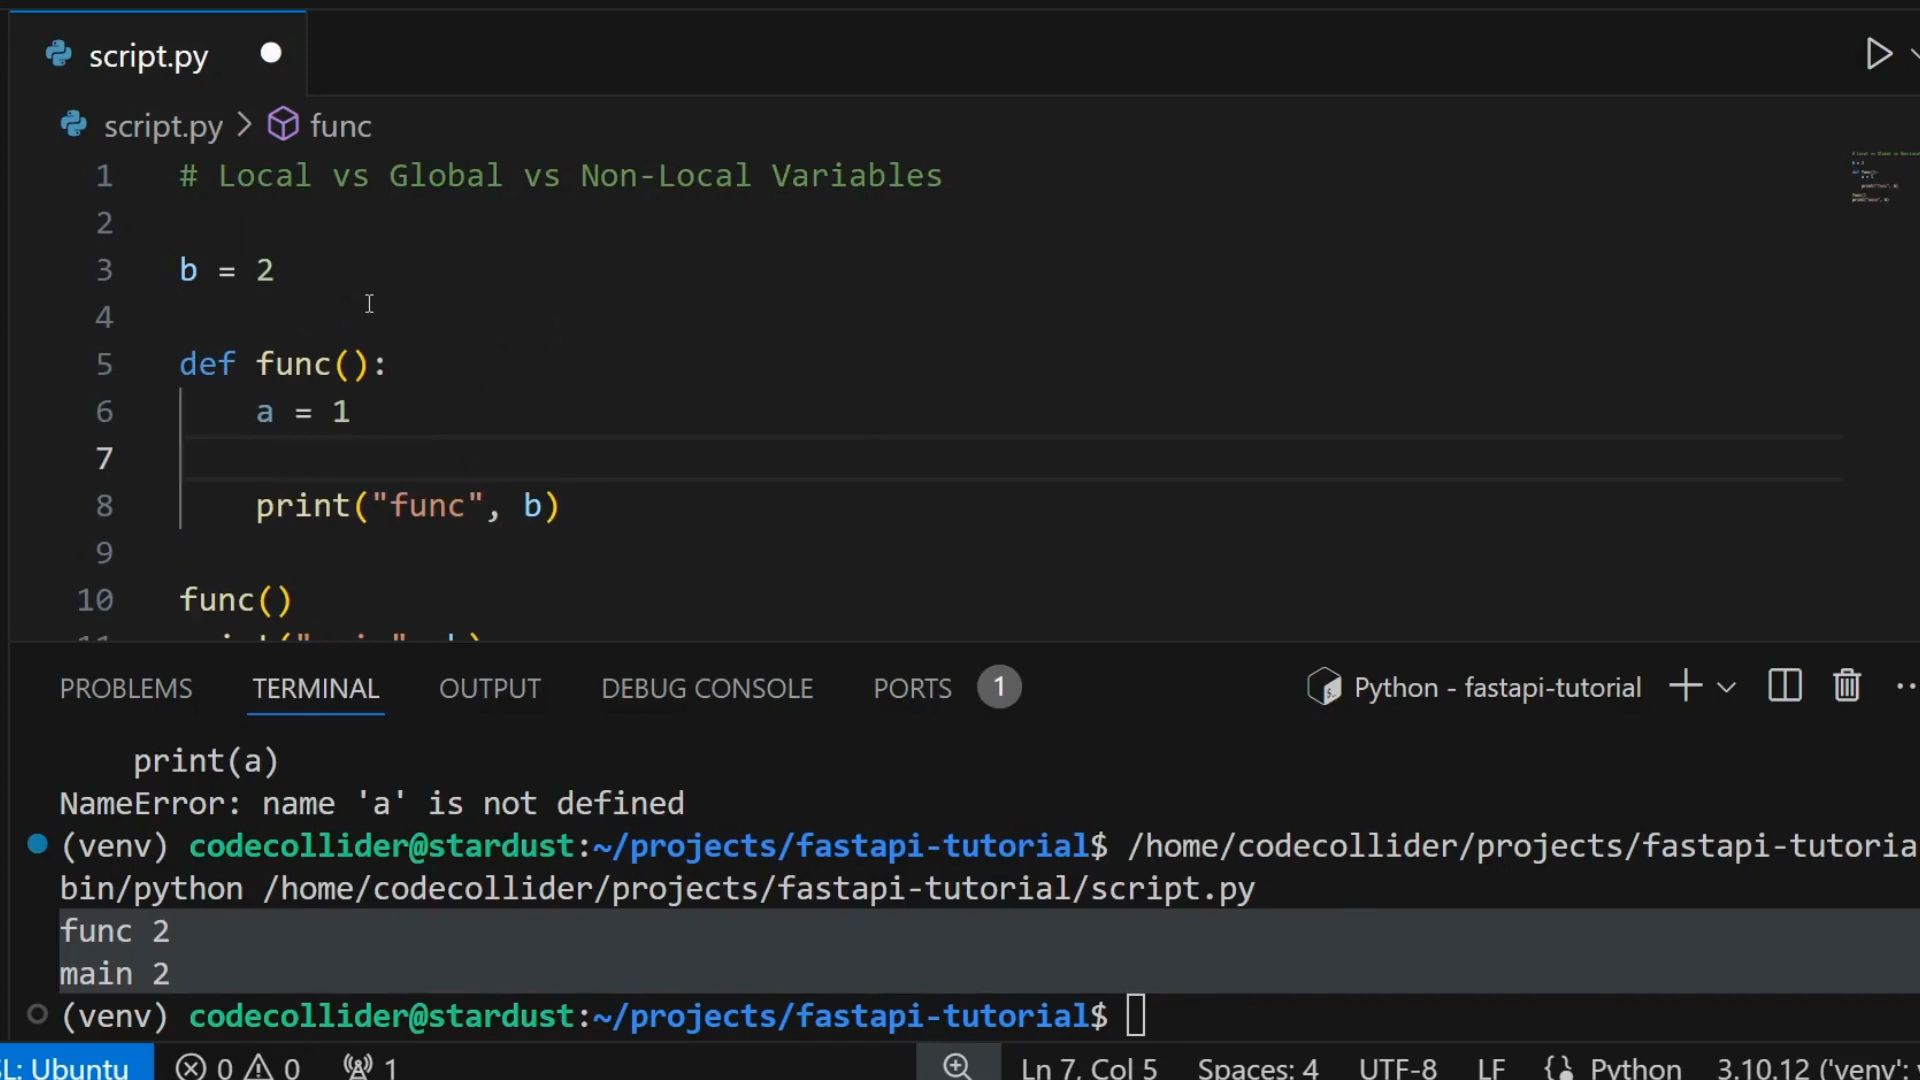 script.py
script.py > func
1 # Local vs Global vs Non-Local Variables
2
3 b = 2
4
5 def func():
6     a = 1
7
8     print("func", b)
9
10 func()
PROBLEMS TERMINAL OUTPUT DEBUG CONSOLE PORTS 1 Python - fastapi-tutorial
    print(a)
NameError: name 'a' is not defined
(venv) codecollider@stardust:~/projects/fastapi-tutorial$ /home/codecollider/projects/fastapi-tutoria
bin/python /home/codecollider/projects/fastapi-tutorial/script.py
func 2
main 2
(venv) codecollider@stardust:~/projects/fastapi-tutorial$
SL: Ubuntu 0 0 1 Ln 7, Col 5 Spaces: 4 UTF-8 LF Python 3.10.12 ('venv':